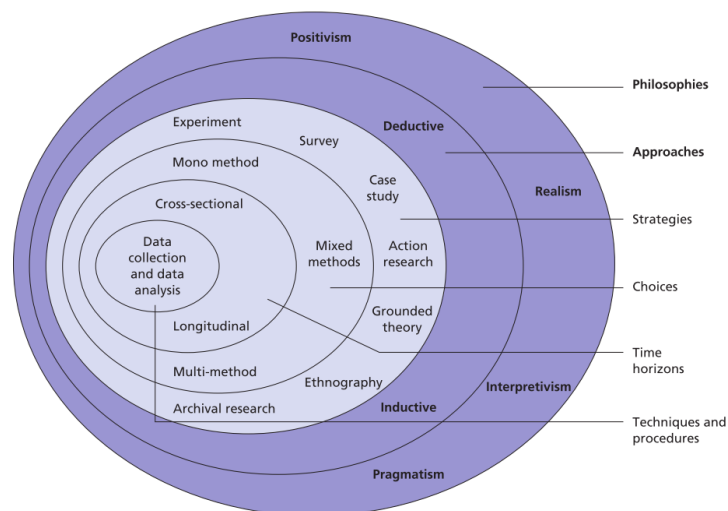 Positivism
Philosophies
Experiment
Deductive
Survey
Approaches
Mono method
Case
study
Realism
Cross-sectional
Strategies
Data
collection
and data
analysis
Mixed
methods
Action
research
Choices
Grounded
theory
Longitudinal
Time
horizons
Multi-method
Ethnography
Interpretivism
Archival research
Inductive
Techniques and
procedures
Pragmatism